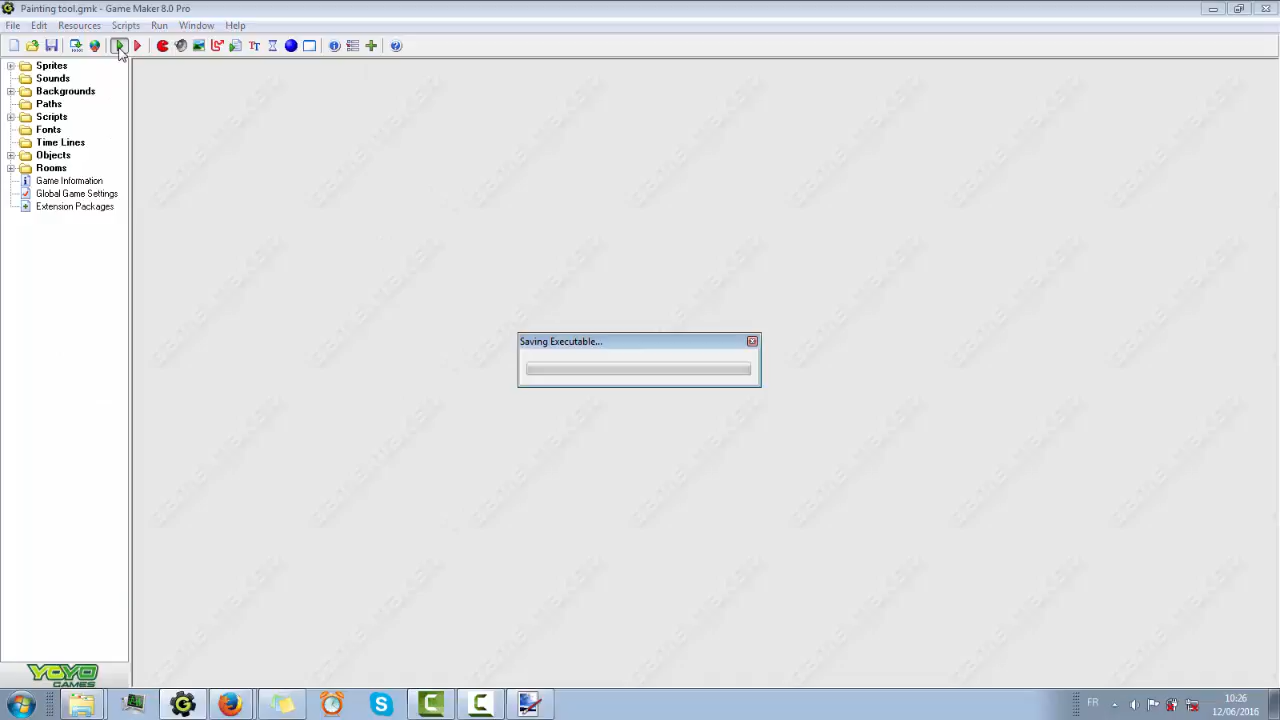 Painting tool.gmk - Game Maker 8.0 Pro
File Edit Resources Scripts Run Window Help
Sprites
Sounds
Backgrounds
Paths
Scripts
Fonts
Time Lines
Objects
Rooms
Game Information
Global Game Settings
Extension Packages
Saving Executable...
YOYO
GAMES
FR
10:26
12/06/2016